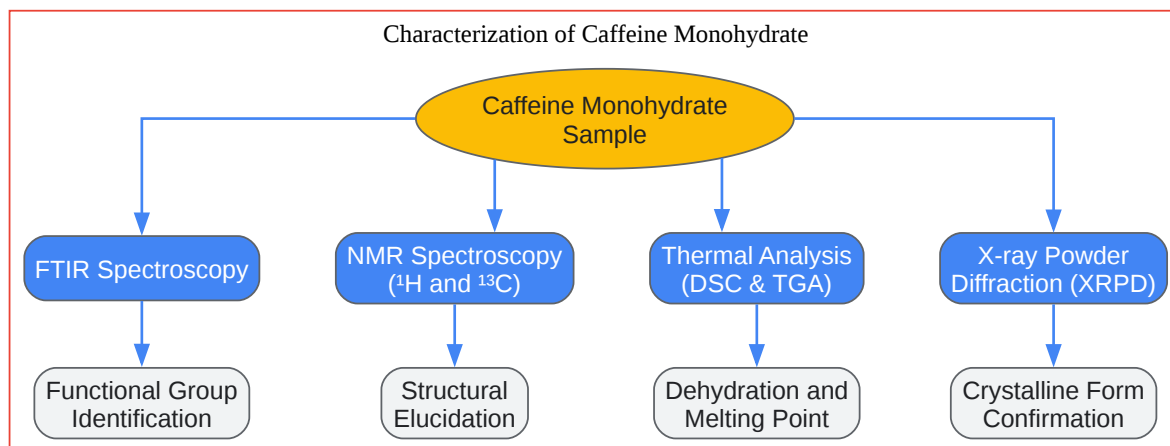 Characterization of Caffeine Monohydrate
Caffeine Monohydrate
Sample
FTIR Spectroscopy
NMR Spectroscopy
(¹H and ¹³C)
Thermal Analysis
(DSC & TGA)
X-ray Powder
Diffraction (XRPD)
Functional Group
Identification
Structural
Elucidation
Dehydration and
Melting Point
Crystalline Form
Confirmation